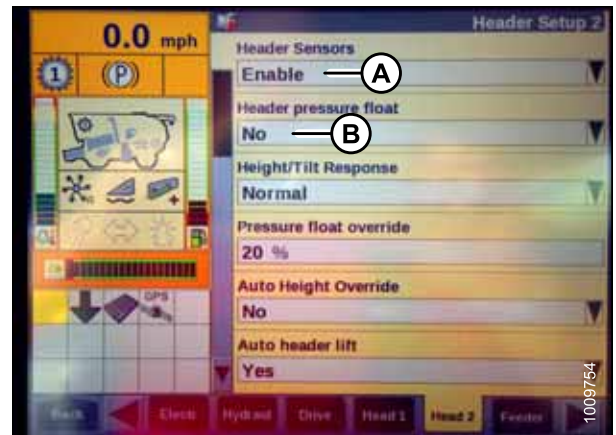 0.0 mph
Header Setup 2
1
(P)
Header Sensors
Enable
A
Header pressure float
No
B
Height/Tilt Response
Normal
Pressure float override
20 %
Auto Height Override
No
GPS
Auto header lift
Yes
Back
Electr
Hydraul
Drive
Head 1
Head 2
Feeder
1009754